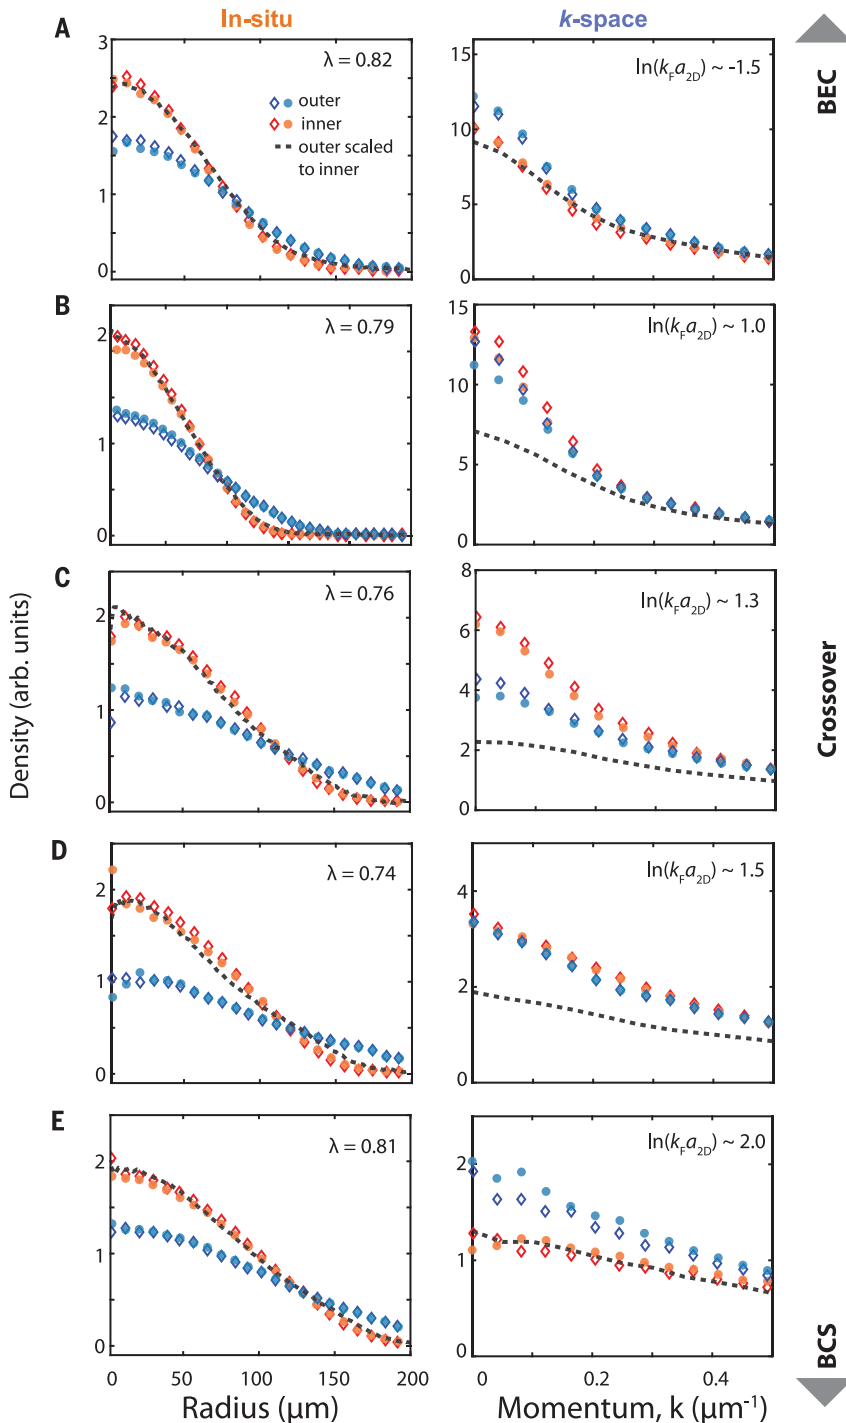 In-situ
k-space
A
3
2
1
0
λ = 0.82
outer
inner
outer scaled
to inner
15
10
5
0
ln(kFa2D) ~ -1.5
BEC
B
2
1
0
λ = 0.79
15
10
5
0
ln(kFa2D) ~ 1.0
C
2
1
0
λ = 0.76
8
6
4
2
0
ln(kFa2D) ~ 1.3
Density (arb. units)
Crossover
D
2
1
0
λ = 0.74
4
2
0
ln(kFa2D) ~ 1.5
E
2
1
0
λ = 0.81
2
1
0
ln(kFa2D) ~ 2.0
BCS
0 50 100 150 200
Radius (μm)
0 0.2 0.4
Momentum, k (μm-1)